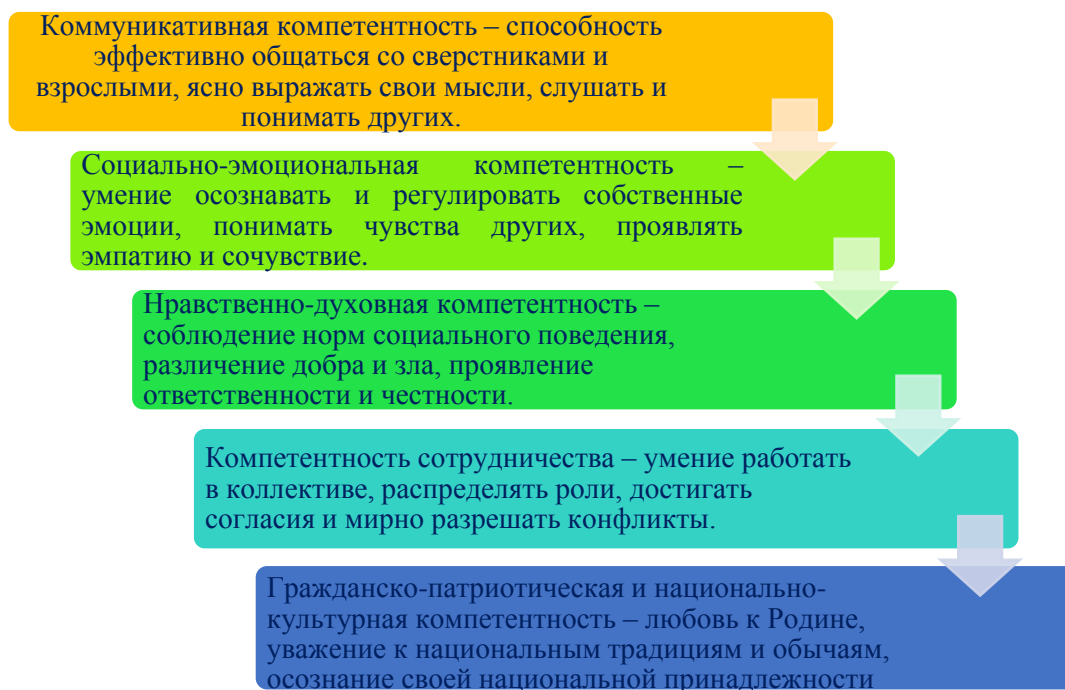 Коммуникативная компетентность – способность
эффективно общаться со сверстниками и
взрослыми, ясно выражать свои мысли, слушать и
понимать других.
Социально-эмоциональная компетентность –
умение осознавать и регулировать собственные
эмоции, понимать чувства других, проявлять
эмпатию и сочувствие.
Нравственно-духовная компетентность –
соблюдение норм социального поведения,
различение добра и зла, проявление
ответственности и честности.
Компетентность сотрудничества – умение работать
в коллективе, распределять роли, достигать
согласия и мирно разрешать конфликты.
Гражданско-патриотическая и национально-
культурная компетентность – любовь к Родине,
уважение к национальным традициям и обычаям,
осознание своей национальной принадлежности